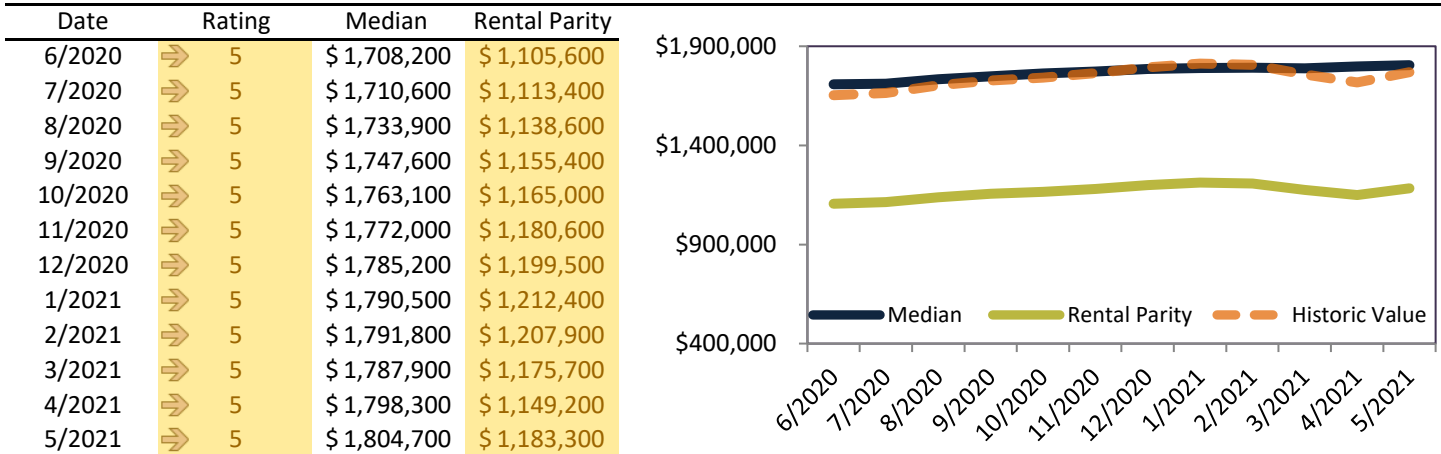 Date Rating Median Rental Parity
6/2020 5 $ 1,708,200 $ 1,105,600
7/2020 5 $ 1,710,600 $ 1,113,400
8/2020 5 $ 1,733,900 $ 1,138,600
9/2020 5 $ 1,747,600 $ 1,155,400
10/2020 5 $ 1,763,100 $ 1,165,000
11/2020 5 $ 1,772,000 $ 1,180,600
12/2020 5 $ 1,785,200 $ 1,199,500
1/2021 5 $ 1,790,500 $ 1,212,400
2/2021 5 $ 1,791,800 $ 1,207,900
3/2021 5 $ 1,787,900 $ 1,175,700
4/2021 5 $ 1,798,300 $ 1,149,200
5/2021 5 $ 1,804,700 $ 1,183,300
$1,900,000
$1,400,000
$900,000
$400,000
Median Rental Parity Historic Value
6/2020 7/2020 8/2020 9/2020 10/2020 11/2020 12/2020 1/2021 2/2021 3/2021 4/2021 5/2021